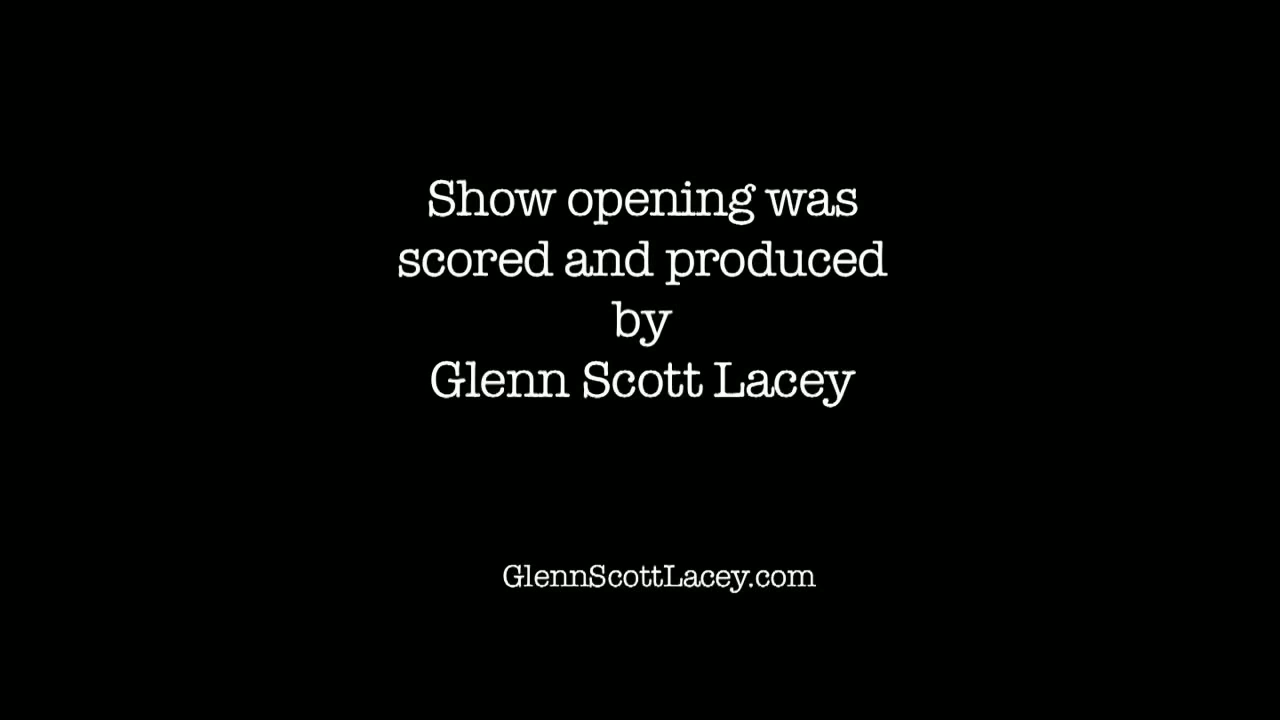 Show opening was
scored and produced
by
Glenn Scott Lacey
GlennScottLacey.com